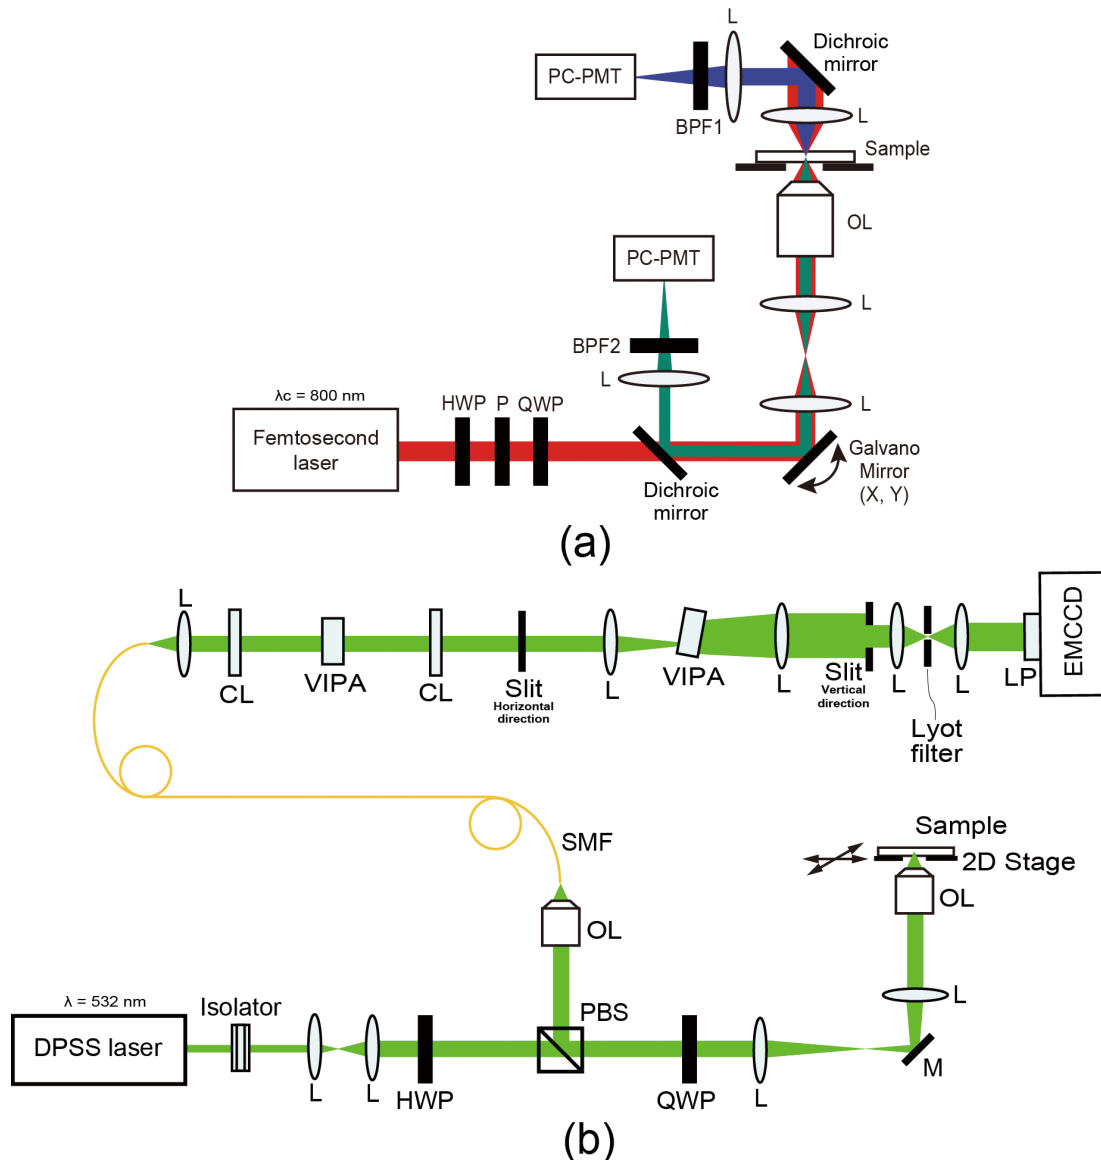 L
Dichroic
mirror
PC-PMT
BPF1
L
Sample
OL
PC-PMT
L
BPF2
L
λc = 800 nm
HWP P QWP
L
Femtosecond
laser
Galvano
Mirror
(X, Y)
Dichroic
mirror
(a)
L
CL
VIPA
CL
Slit
Horizontal
direction
L
VIPA
L
Slit
Vertical
direction
L
Lyot
filter
L
LP
EMCCD
SMF
Sample
2D Stage
OL
OL
L
λ = 532 nm
Isolator
PBS
DPSS laser
L
L
HWP
QWP
L
M
(b)